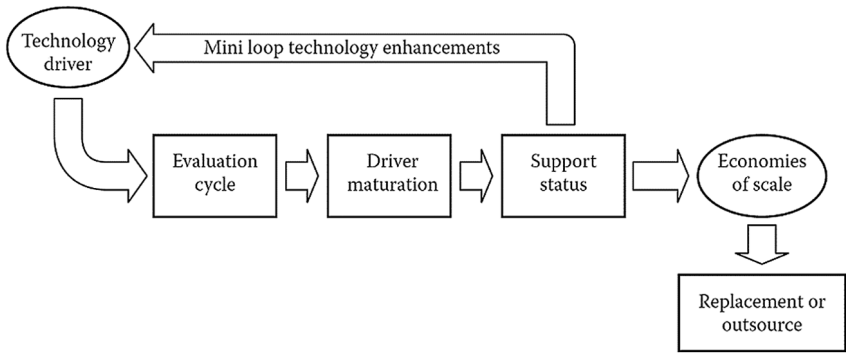 Technology
driver
Mini loop technology enhancements
Evaluation
cycle
Driver
maturation
Support
status
Economies
of scale
Replacement or
outsource